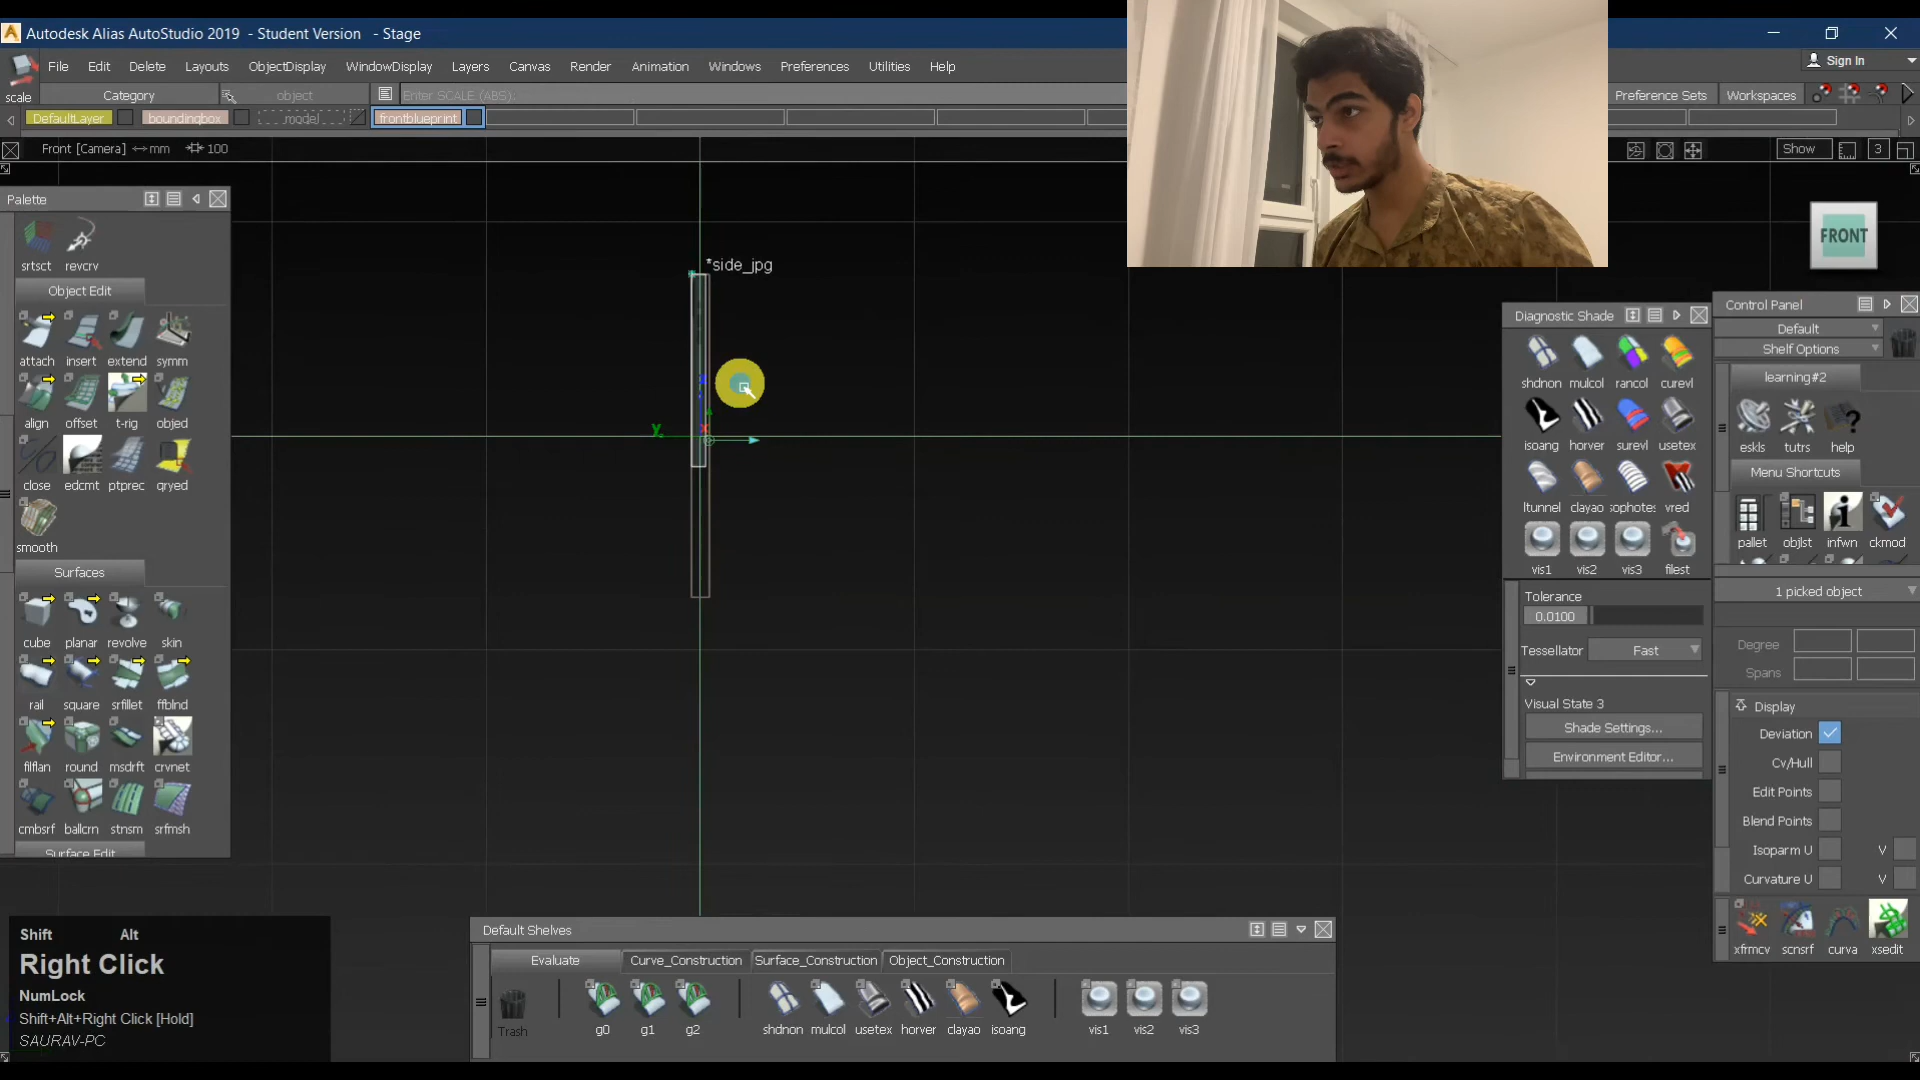 Autodesk Alias AutoStudio 2019 - Student Version - Stage
File Edit Delete Layouts ObjectDisplay WindowDisplay Layers Canvas Render Animation Windows Preferences Utilities Help
Sign In
scale Category object Enter SCALE (ABS):
Preference Sets Workspaces
DefaultLayer boundingbox model frontblueprint
Front [Camera] mm 100
Show 3
Palette
srtsct revcrv
Object Edit
attach insert extend symm
align offset t-rig objed
close edcmt ptprec qryed
smooth
Surfaces
cube planar revolve skin
rail square srfillet ffblnd
filflan round msdrft crvnet
cmbsrf ballcrn stnsm srfmsh
Surface Edit
*side_jpg
y
FRONT
Diagnostic Shade
shdnon mulcol rancol curevl
isoang horver surevl usetex
ltunnel clayao isophotes vred
vis1 vis2 vis3 filest
Tolerance
0.0100
Tessellator Fast
Visual State 3
Shade Settings...
Environment Editor...
Control Panel
Default
Shelf Options
learning#2
eskls tutrs help
Menu Shortcuts
pallet objlst infwn ckmod
1 picked object
Degree
Spans
Display
Deviation
Cv/Hull
Edit Points
Blend Points
Isoparm U V
Curvature U V
xfrmcv scnsrf curva xsedit
Shift Alt
Right Click
NumLock
Shift+Alt+Right Click [Hold]
SAURAV-PC
Default Shelves
Evaluate Curve_Construction Surface_Construction Object_Construction
Trash g0 g1 g2 shdnon mulcol usetex horver clayao isoang vis1 vis2 vis3